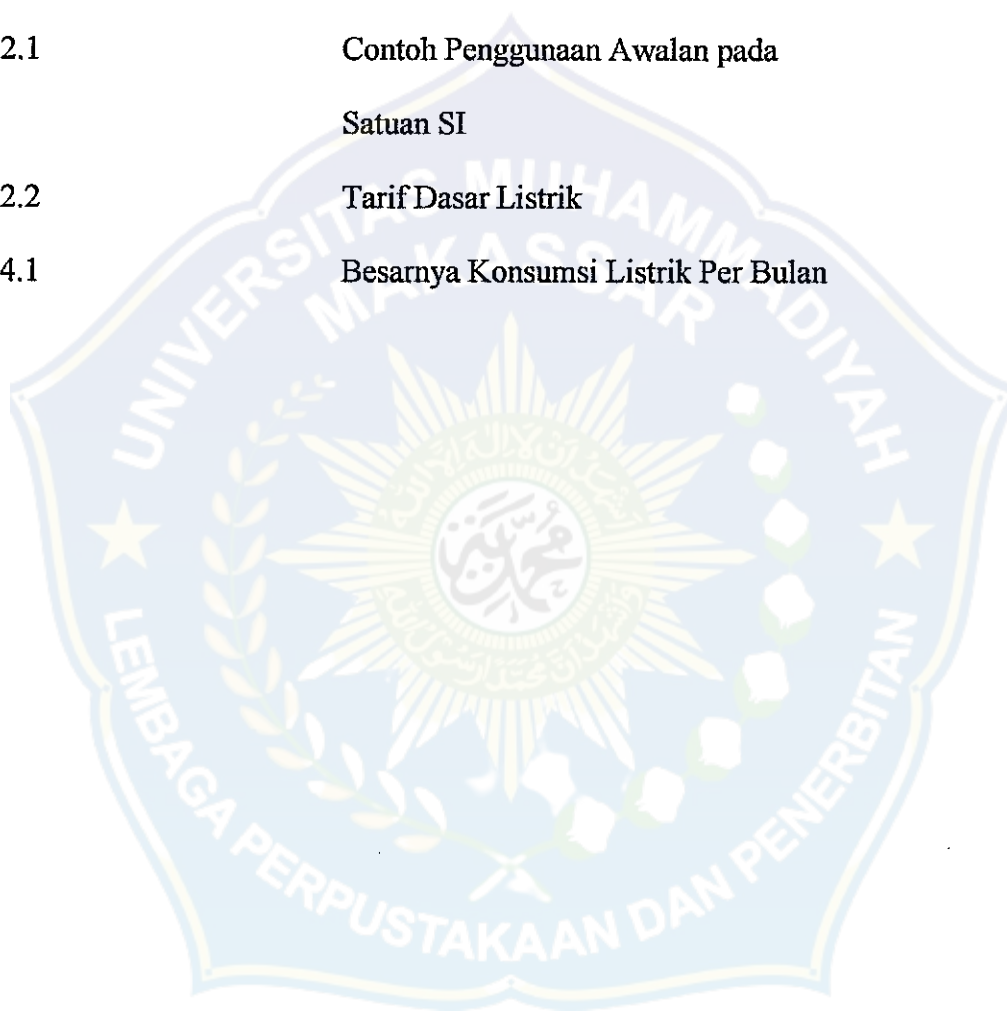 2.1 Contoh Penggunaan Awalan pada
Satuan SI
2.2 Tarif Dasar Listrik
4.1 Besarnya Konsumsi Listrik Per Bulan
UNIVERSITAS MUHAMMADIYAH
MAKASSAR
LEMBAGA PERPUSTAKAAN DAN PENERBITAN